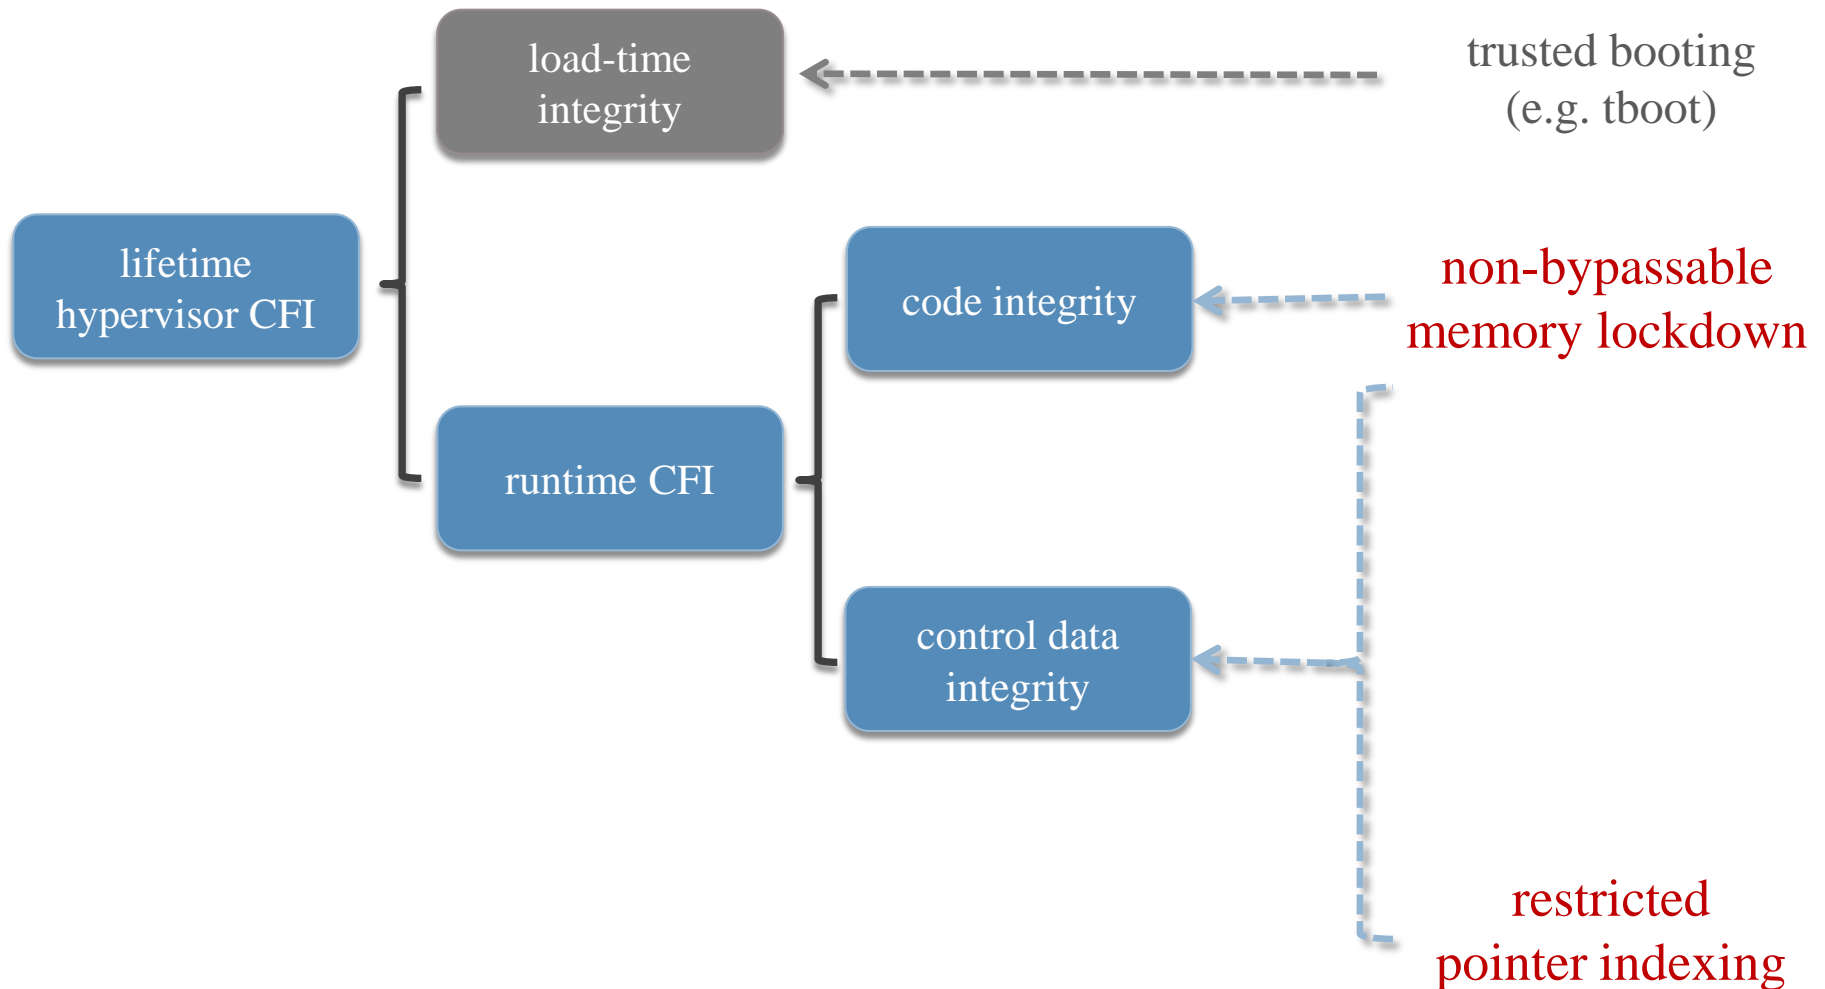 load-time
integrity
trusted booting
(e.g. tboot)
lifetime
hypervisor CFI
code integrity
non-bypassable
memory lockdown
runtime CFI
control data
integrity
restricted
pointer indexing